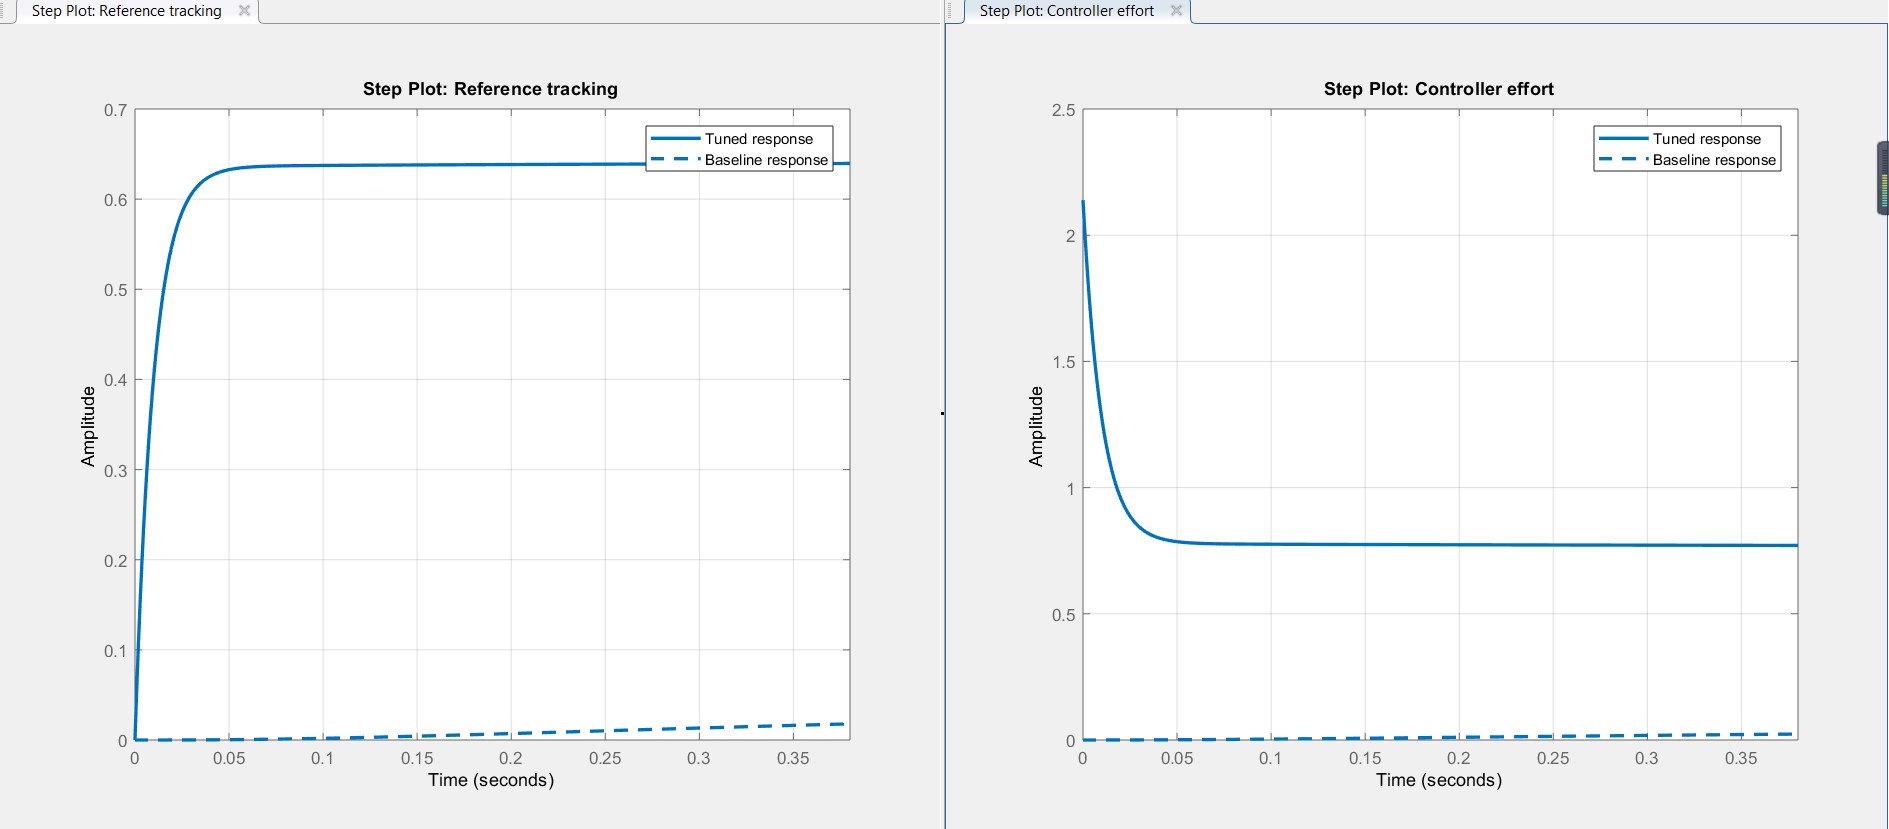 Step Plot: Reference tracking
Step Plot: Controller effort
Step Plot: Reference tracking
0.7
0.6
0.5
0.4
0.3
0.2
0.1
0
Amplitude
Tuned response
Baseline response
0 0.05 0.1 0.15 0.2 0.25 0.3 0.35
Time (seconds)
Step Plot: Controller effort
2.5
2
1.5
1
0.5
0
Amplitude
Tuned response
Baseline response
0 0.05 0.1 0.15 0.2 0.25 0.3 0.35
Time (seconds)